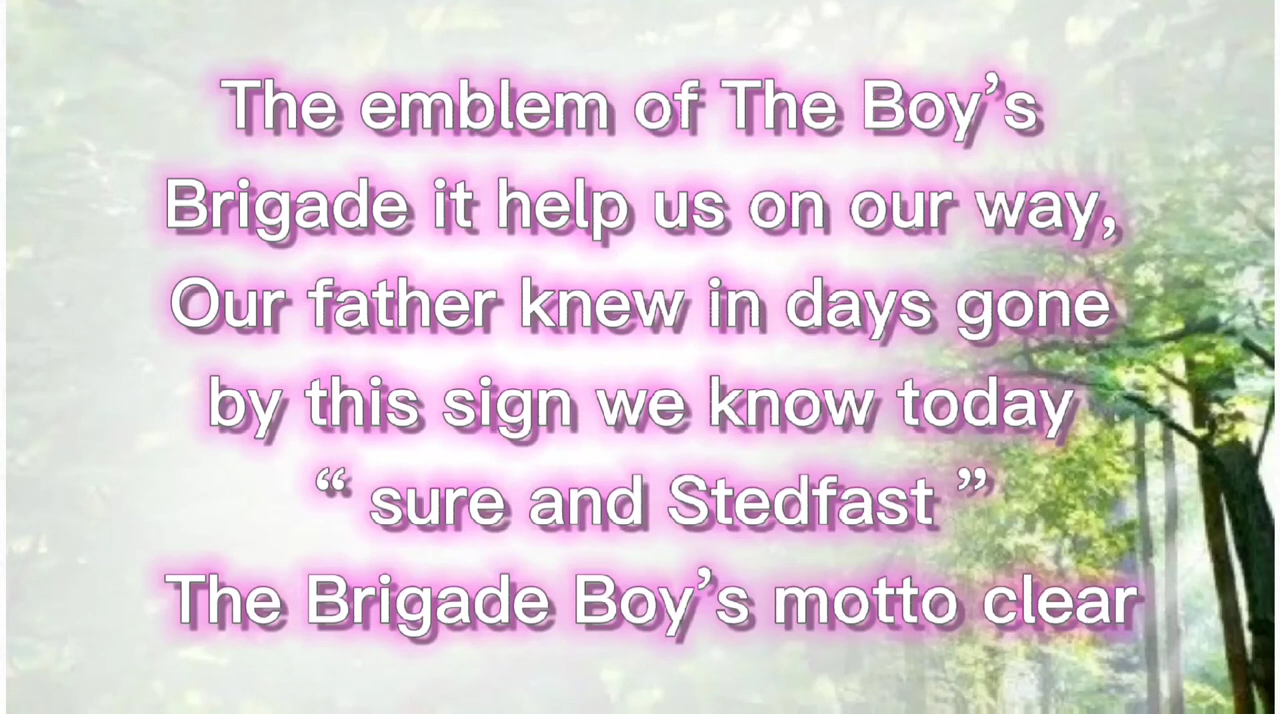 The emblem of The Boy’s
Brigade it help us on our way,
Our father knew in days gone
by this sign we know today
“ sure and Stedfast ”
The Brigade Boy’s motto clear